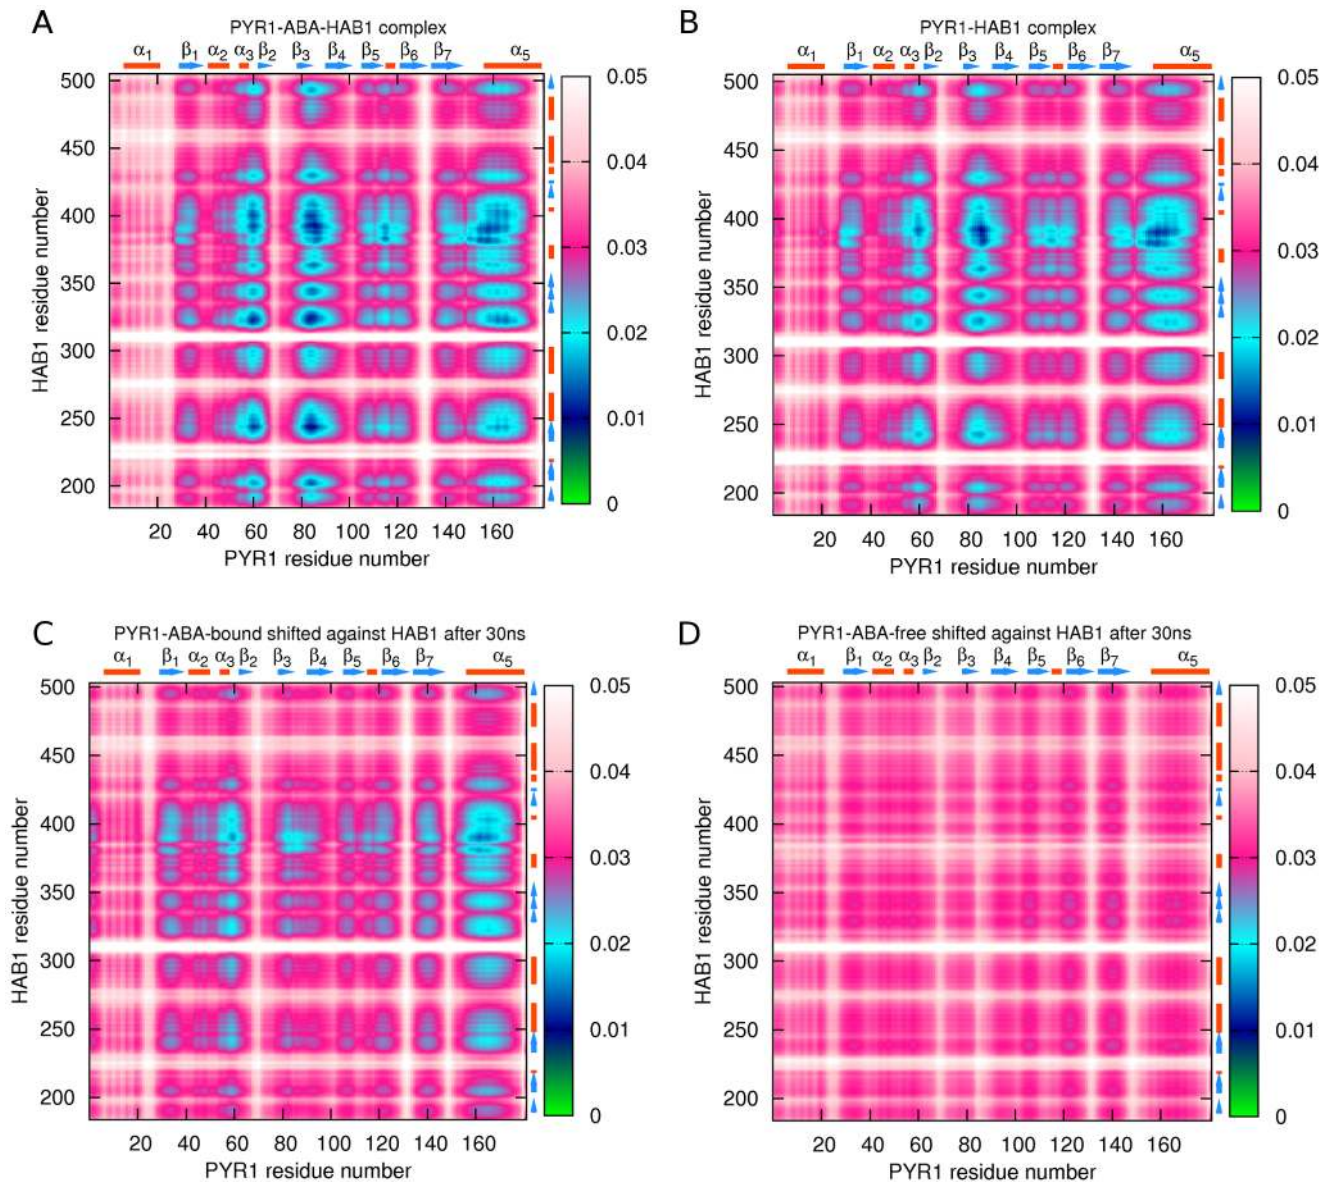 A
PYR1-ABA-HAB1 complex
α1 β1 α2 α3 β2 β3 β4 β5 β6 β7 α5
500
450
400
350
300
250
200
HAB1 residue number
20 40 60 80 100 120 140 160
PYR1 residue number
0.05
0.04
0.03
0.02
0.01
0
B
PYR1-HAB1 complex
α1 β1 α2 α3 β2 β3 β4 β5 β6 β7 α5
500
450
400
350
300
250
200
HAB1 residue number
20 40 60 80 100 120 140 160
PYR1 residue number
0.05
0.04
0.03
0.02
0.01
0
C
PYR1-ABA-bound shifted against HAB1 after 30ns
α1 β1 α2 α3 β2 β3 β4 β5 β6 β7 α5
500
450
400
350
300
250
200
HAB1 residue number
20 40 60 80 100 120 140 160
PYR1 residue number
0.05
0.04
0.03
0.02
0.01
0
D
PYR1-ABA-free shifted against HAB1 after 30ns
α1 β1 α2 α3 β2 β3 β4 β5 β6 β7 α5
500
450
400
350
300
250
200
HAB1 residue number
20 40 60 80 100 120 140 160
PYR1 residue number
0.05
0.04
0.03
0.02
0.01
0